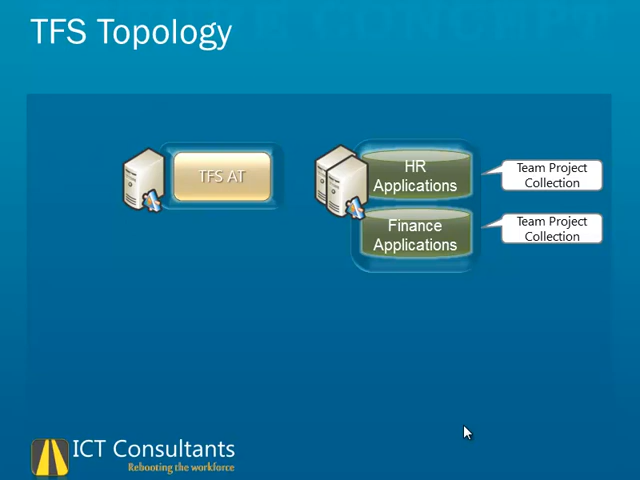 TFS Topology
TFS AT
HR
Applications
Team Project
Collection
Finance
Applications
Team Project
Collection
ICT Consultants
Rebooting the workforce